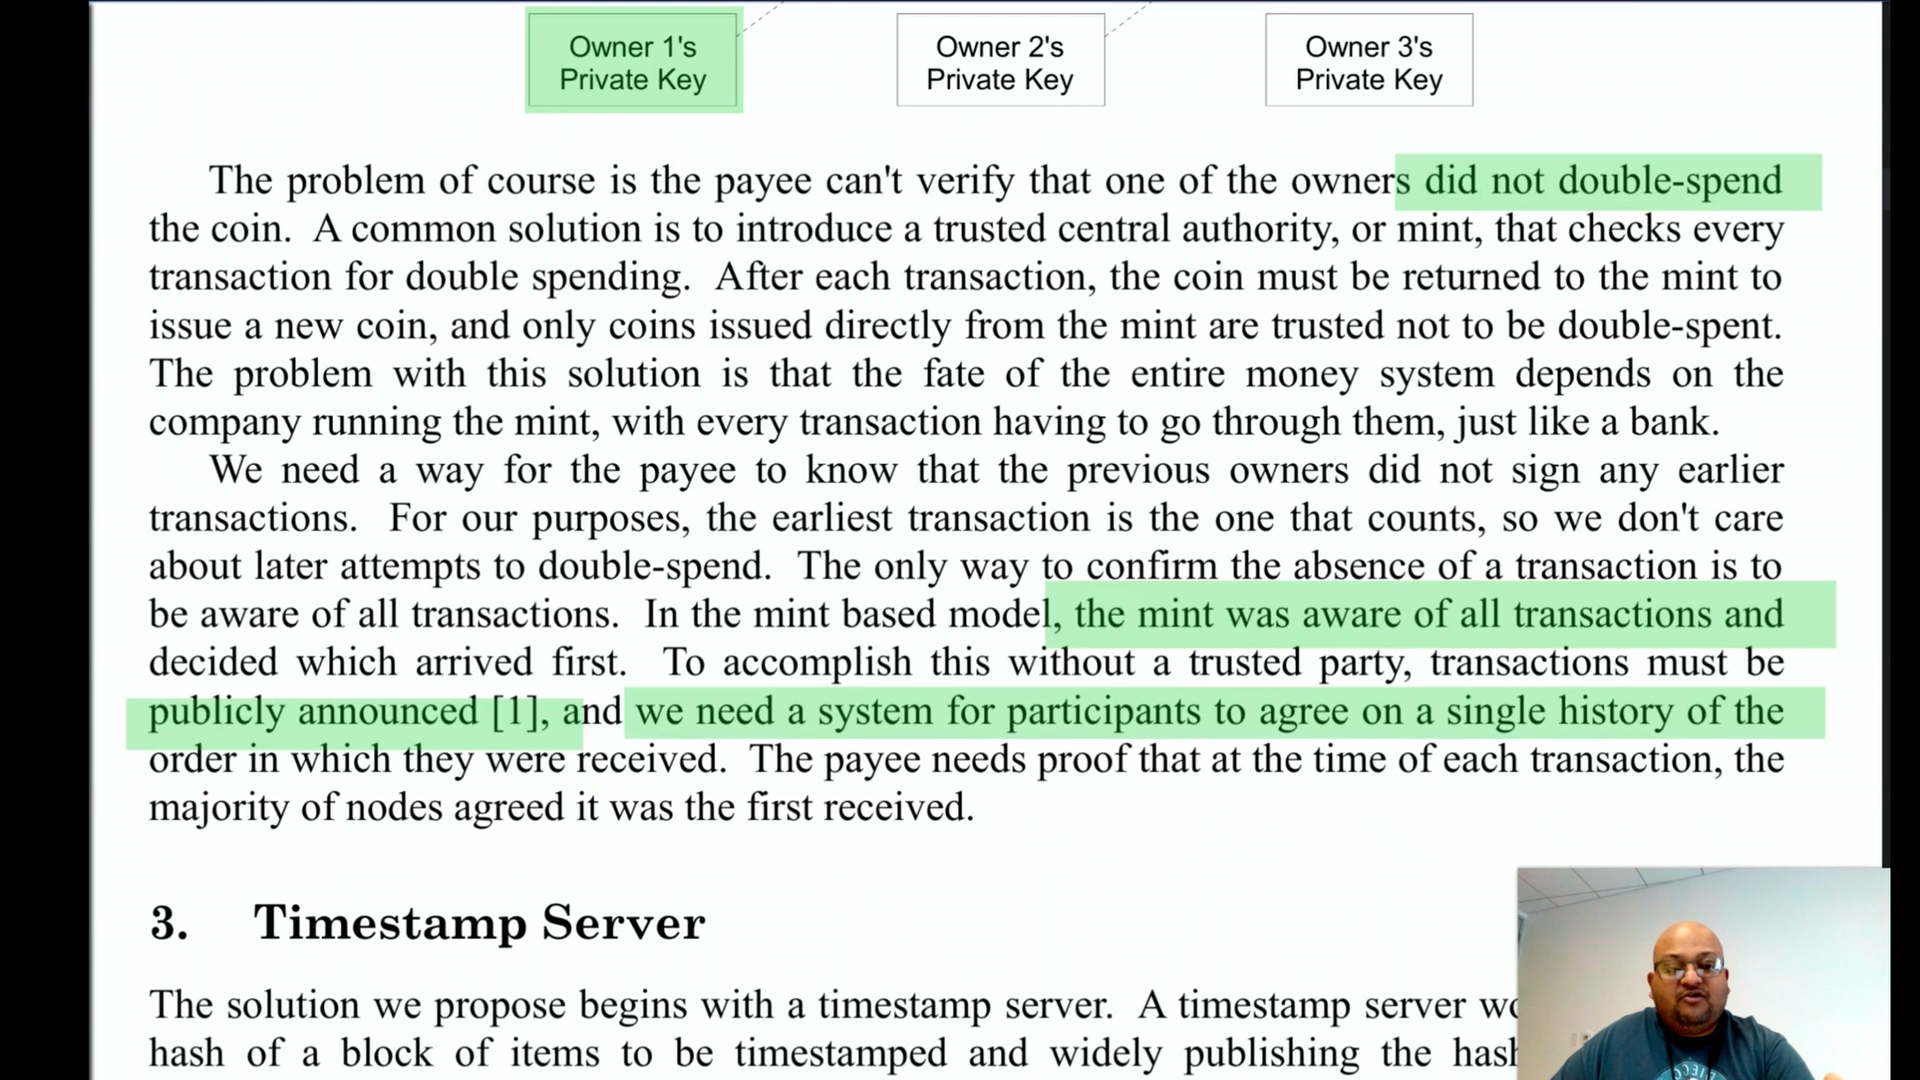 Owner 1's
Private Key
Owner 2's
Private Key
Owner 3's
Private Key
The problem of course is the payee can't verify that one of the owners did not double-spend
the coin. A common solution is to introduce a trusted central authority, or mint, that checks every
transaction for double spending. After each transaction, the coin must be returned to the mint to
issue a new coin, and only coins issued directly from the mint are trusted not to be double-spent.
The problem with this solution is that the fate of the entire money system depends on the
company running the mint, with every transaction having to go through them, just like a bank.
We need a way for the payee to know that the previous owners did not sign any earlier
transactions. For our purposes, the earliest transaction is the one that counts, so we don't care
about later attempts to double-spend. The only way to confirm the absence of a transaction is to
be aware of all transactions. In the mint based model, the mint was aware of all transactions and
decided which arrived first. To accomplish this without a trusted party, transactions must be
publicly announced [1], and we need a system for participants to agree on a single history of the
order in which they were received. The payee needs proof that at the time of each transaction, the
majority of nodes agreed it was the first received.
3. Timestamp Server
The solution we propose begins with a timestamp server. A timestamp server
hash of a block of items to be timestamped and widely publishing the